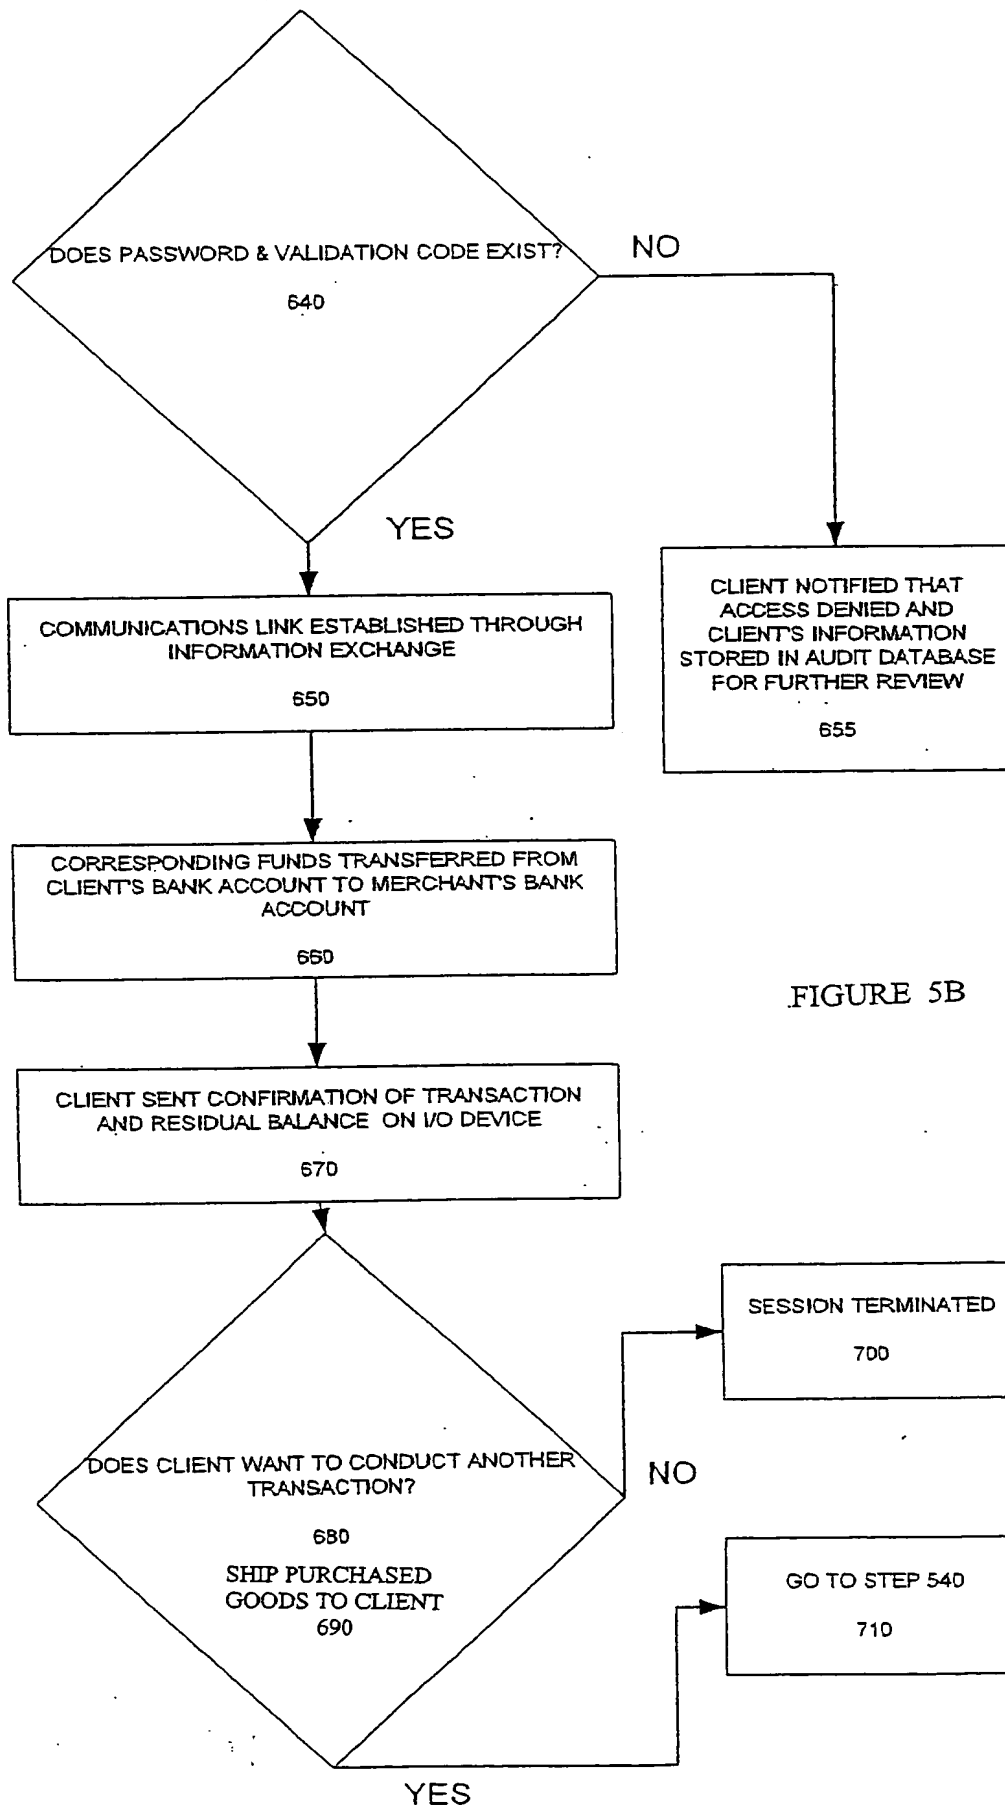 DOES PASSWORD & VALIDATION CODE EXIST?
640
NO
YES
COMMUNICATIONS LINK ESTABLISHED THROUGH
INFORMATION EXCHANGE
650
CLIENT NOTIFIED THAT
ACCESS DENIED AND
CLIENT'S INFORMATION
STORED IN AUDIT DATABASE
FOR FURTHER REVIEW
655
CORRESPONDING FUNDS TRANSFERRED FROM
CLIENT'S BANK ACCOUNT TO MERCHANT'S BANK
ACCOUNT
660
FIGURE 5B
CLIENT SENT CONFIRMATION OF TRANSACTION
AND RESIDUAL BALANCE ON I/O DEVICE
670
SESSION TERMINATED
700
DOES CLIENT WANT TO CONDUCT ANOTHER
TRANSACTION?
680
SHIP PURCHASED
GOODS TO CLIENT
690
NO
GO TO STEP 540
710
YES